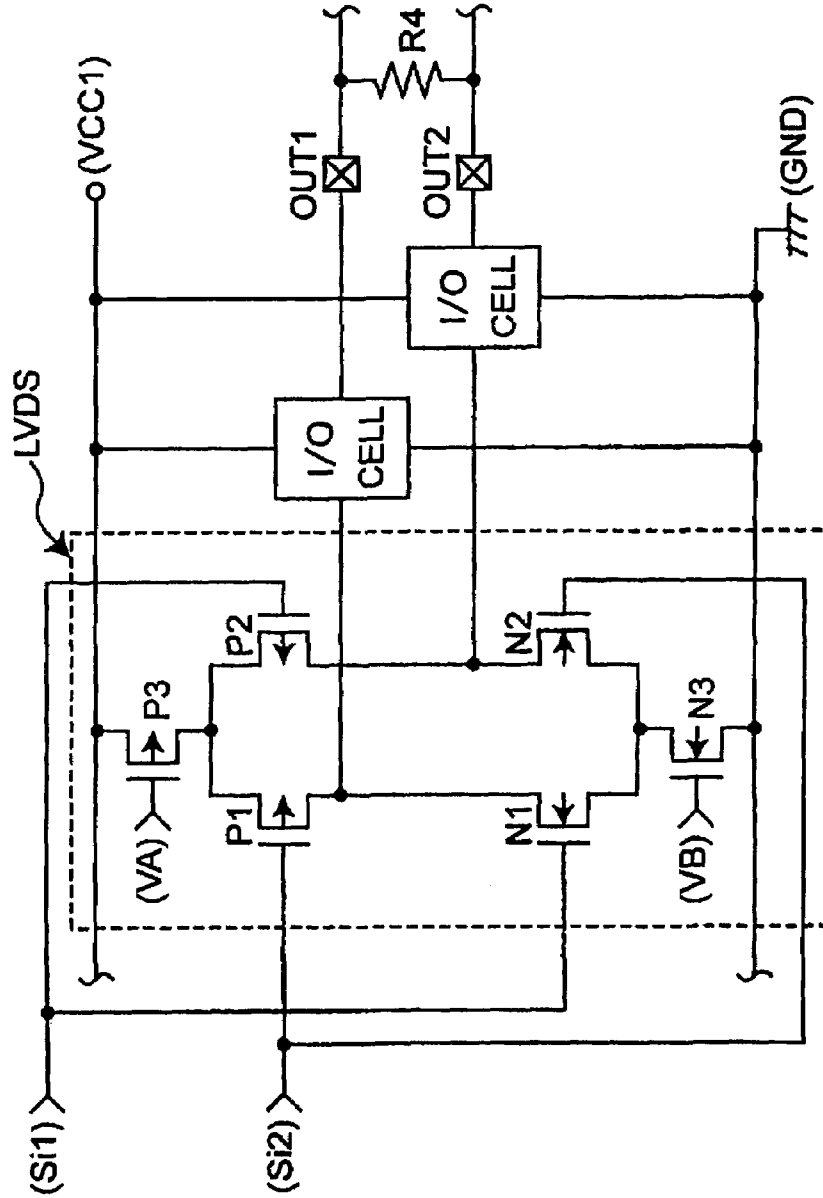 LVDS
(VCC1)
(Si1)
(VA)
P3
P1
P2
I/O
CELL
OUT1
R4
(Si2)
I/O
CELL
OUT2
N1
N2
(VB)
N3
(GND)